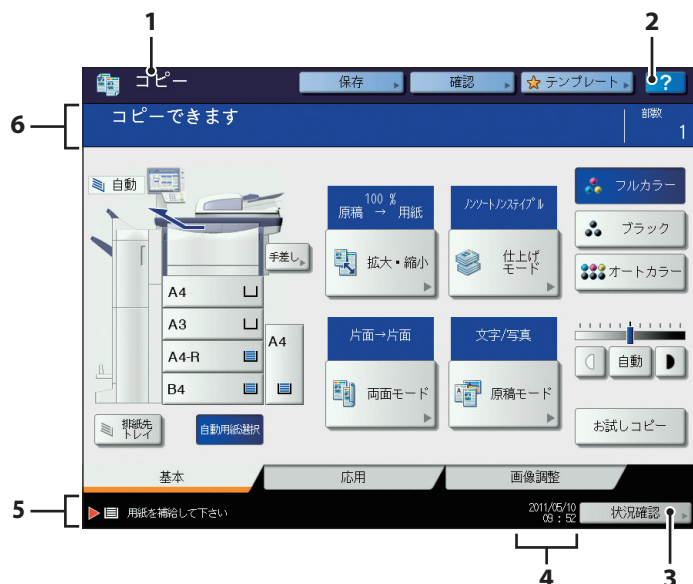 1
2
コピー
保存
確認
テンプレート
?
6
コピーできます
部数
1
自動
手差し
A4
A3
A4-R
B4
A4
排紙先
トレイ
自動用紙選択
100 %
原稿 → 用紙
拡大・縮小
ノンソート/ノンステイプル
仕上げ
モード
片面→片面
両面モード
文字/写真
原稿モード
フルカラー
ブラック
オートカラー
自動
お試しコピー
基本
応用
画像調整
5
用紙を補給して下さい
2011/05/10
09 : 52
状況確認
4
3